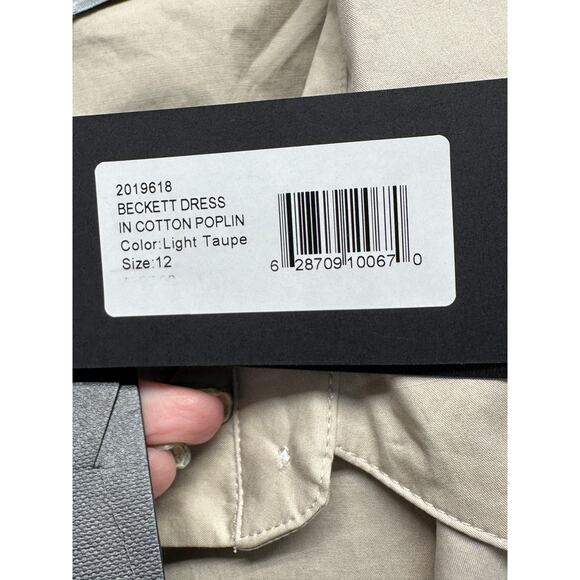 2019618
BECKETT DRESS
IN COTTON POPLIN
Color:Light Taupe
Size:12
6 28709 10067 0